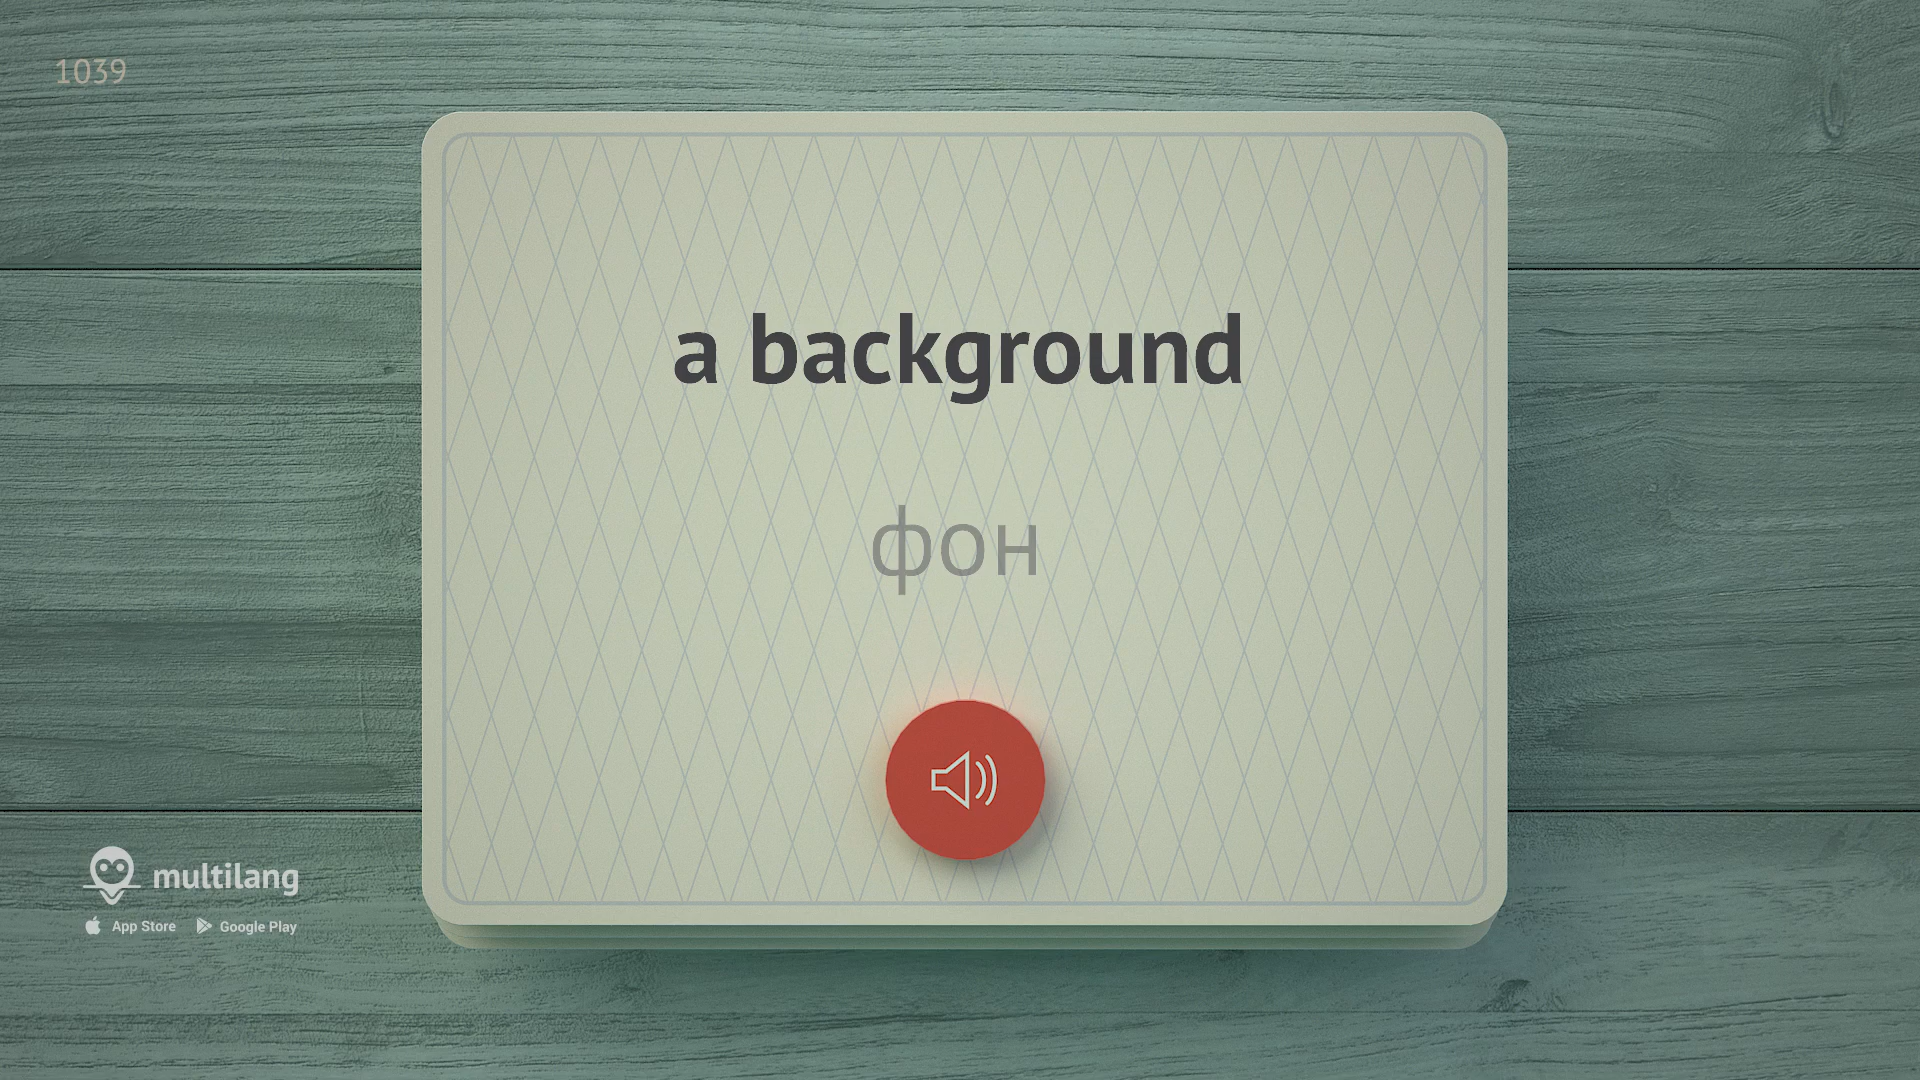 1039
a background
фон
multilang
App Store
Google Play